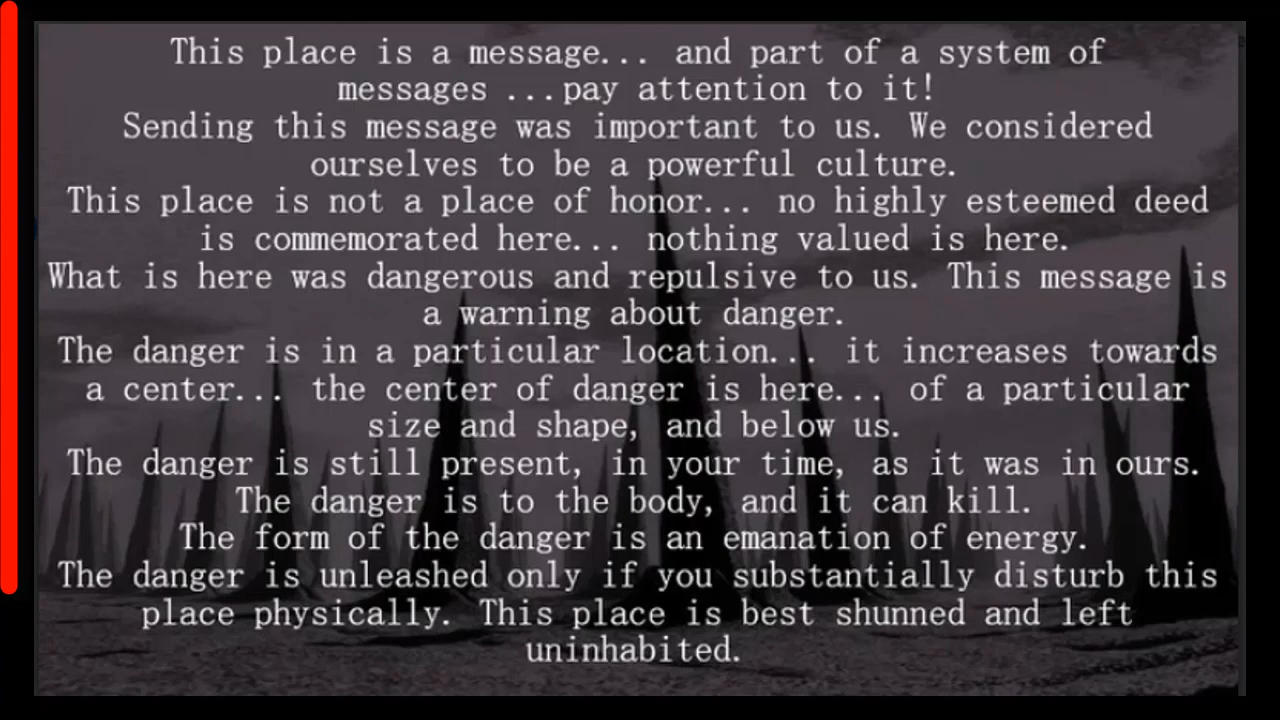 This place is a message... and part of a system of
messages ...pay attention to it!
Sending this message was important to us. We considered
ourselves to be a powerful culture.
This place is not a place of honor... no highly esteemed deed
is commemorated here... nothing valued is here.
What is here was dangerous and repulsive to us. This message is
a warning about danger.
The danger is in a particular location... it increases towards
a center... the center of danger is here... of a particular
size and shape, and below us.
The danger is still present, in your time, as it was in ours.
The danger is to the body, and it can kill.
The form of the danger is an emanation of energy.
The danger is unleashed only if you substantially disturb this
place physically. This place is best shunned and left
uninhabited.